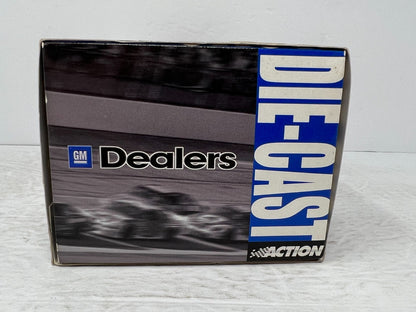 GM
Dealers
DIE-CAST
ACTION